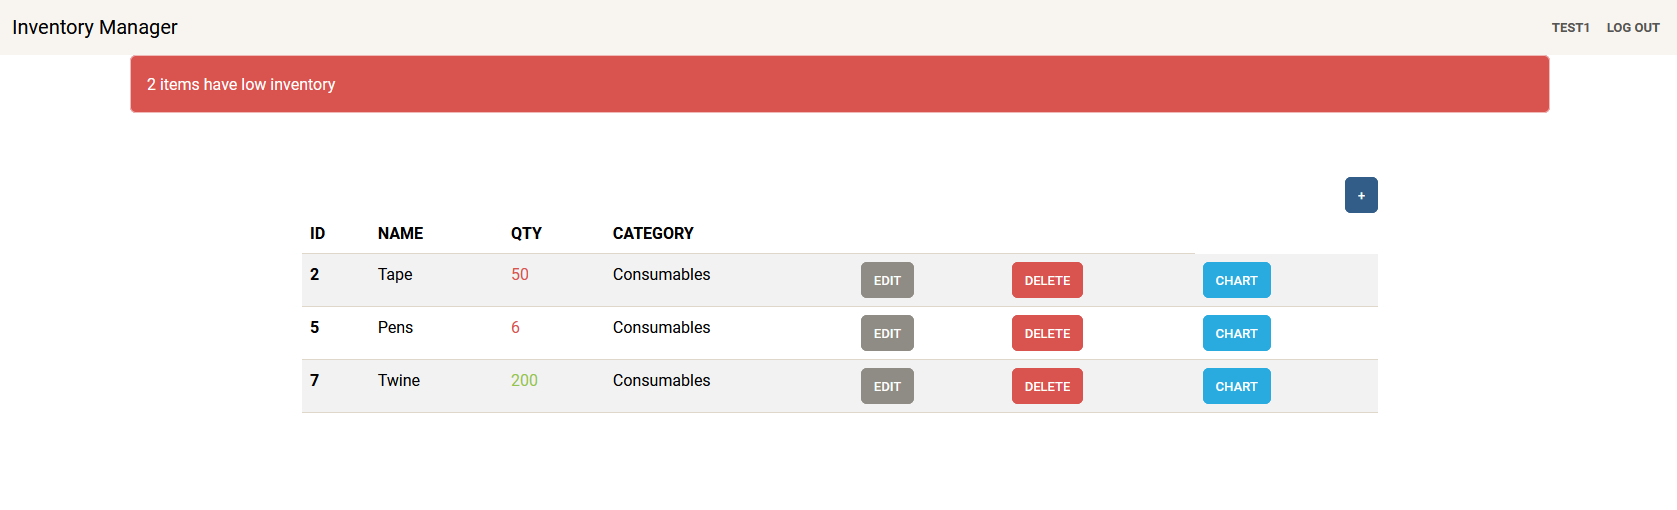 Inventory Manager TEST1 LOG OUT
2 items have low inventory
+
ID NAME QTY CATEGORY
2 Tape 50 Consumables EDIT DELETE CHART
5 Pens 6 Consumables EDIT DELETE CHART
7 Twine 200 Consumables EDIT DELETE CHART